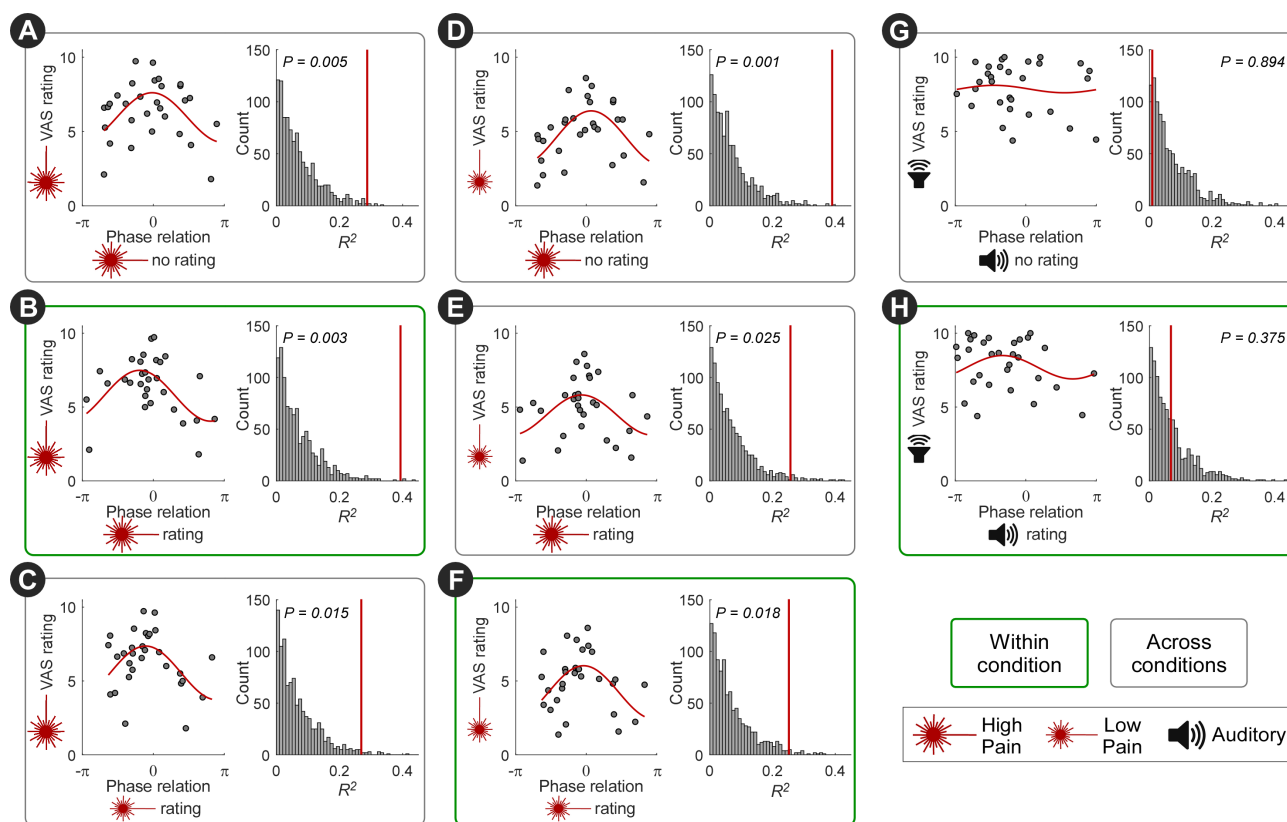 A
VAS rating
10
5
0
-π 0 π
Phase relation
no rating
Count
150
100
50
0
P = 0.005
0 0.2 0.4
R²
B
VAS rating
10
5
0
-π 0 π
Phase relation
rating
Count
150
100
50
0
P = 0.003
0 0.2 0.4
R²
C
VAS rating
10
5
0
-π 0 π
Phase relation
rating
Count
150
100
50
0
P = 0.015
0 0.2 0.4
R²
D
VAS rating
10
5
0
-π 0 π
Phase relation
no rating
Count
150
100
50
0
P = 0.001
0 0.2 0.4
R²
E
VAS rating
10
5
0
-π 0 π
Phase relation
rating
Count
150
100
50
0
P = 0.025
0 0.2 0.4
R²
F
VAS rating
10
5
0
-π 0 π
Phase relation
rating
Count
150
100
50
0
P = 0.018
0 0.2 0.4
R²
G
VAS rating
10
5
0
-π 0 π
Phase relation
no rating
Count
150
100
50
0
P = 0.894
0 0.2 0.4
R²
H
VAS rating
10
5
0
-π 0 π
Phase relation
rating
Count
150
100
50
0
P = 0.375
0 0.2 0.4
R²
Within
condition
Across
conditions
High
Pain
Low
Pain
Auditory